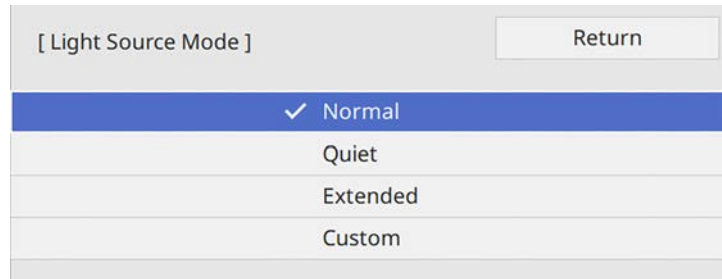 [ Light Source Mode ]
Return
Normal
Quiet
Extended
Custom